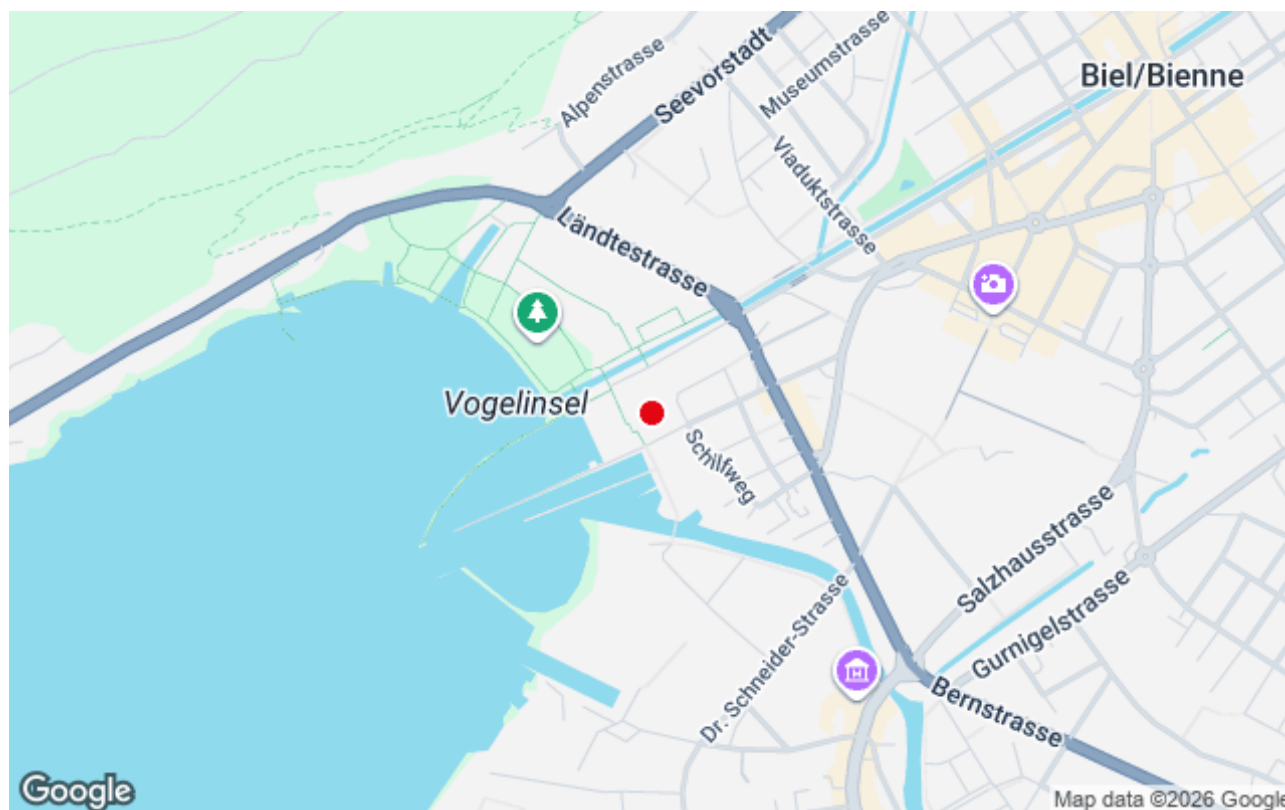 Alpenstrasse
Seevorstadt
Museumstrasse
Biel/Bienne
Viaduktstrasse
Ländtestrasse
Vogelinsel
Schilfweg
Salzhausstrasse
Gurnigelstrasse
Dr. Schneider-Strasse
Bernstrasse
Google
Map data ©2026 Google